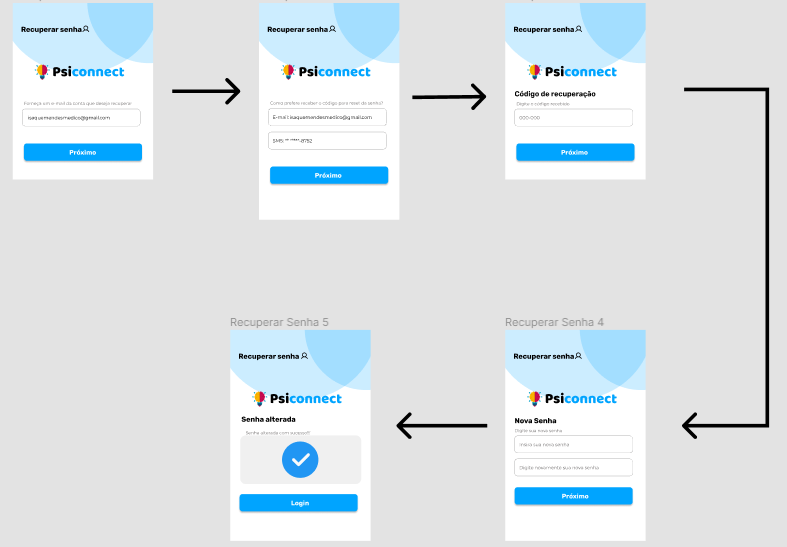 Recuperar senha
Psiconnect
Forneça um e-mail da conta que deseja recuperar
isaquemendesmedico@gmail.com
Próximo
Recuperar senha
Psiconnect
Como prefere receber o código para reset da senha?
E-mail: isaquemendesmedico@gmail.com
SMS: ** *****-8762
Próximo
Recuperar senha
Psiconnect
Código de recuperação
Digite o código recebido
000-000
Próximo
Recuperar Senha 5
Recuperar senha
Psiconnect
Senha alterada
Senha alterada com sucesso!!
Login
Recuperar Senha 4
Recuperar senha
Psiconnect
Nova Senha
Digite sua nova senha
Insira sua nova senha
Digite novamente sua nova senha
Próximo